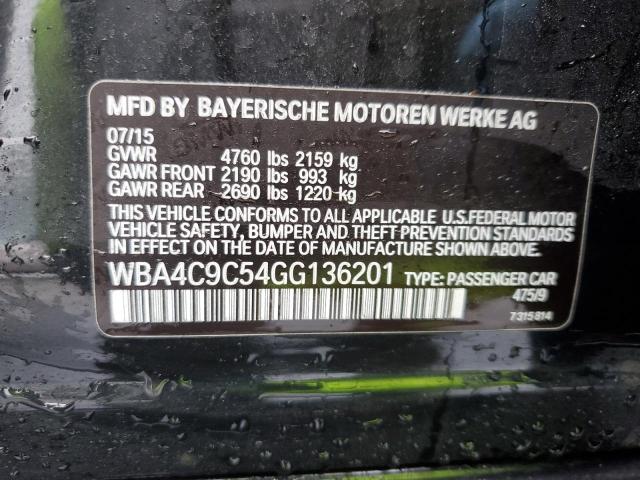 MFD BY BAYERISCHE MOTOREN WERKE AG
07/15
GVWR 4760 lbs 2159 kg
GAWR FRONT 2190 lbs 993 kg
GAWR REAR 2690 lbs 1220 kg
THIS VEHICLE CONFORMS TO ALL APPLICABLE U.S.FEDERAL MOTOR
VEHICLE SAFETY, BUMPER AND THEFT PREVENTION STANDARDS
IN EFFECT ON THE DATE OF MANUFACTURE SHOWN ABOVE.
WBA4C9C54GG136201 TYPE: PASSENGER CAR
475/9
7315814